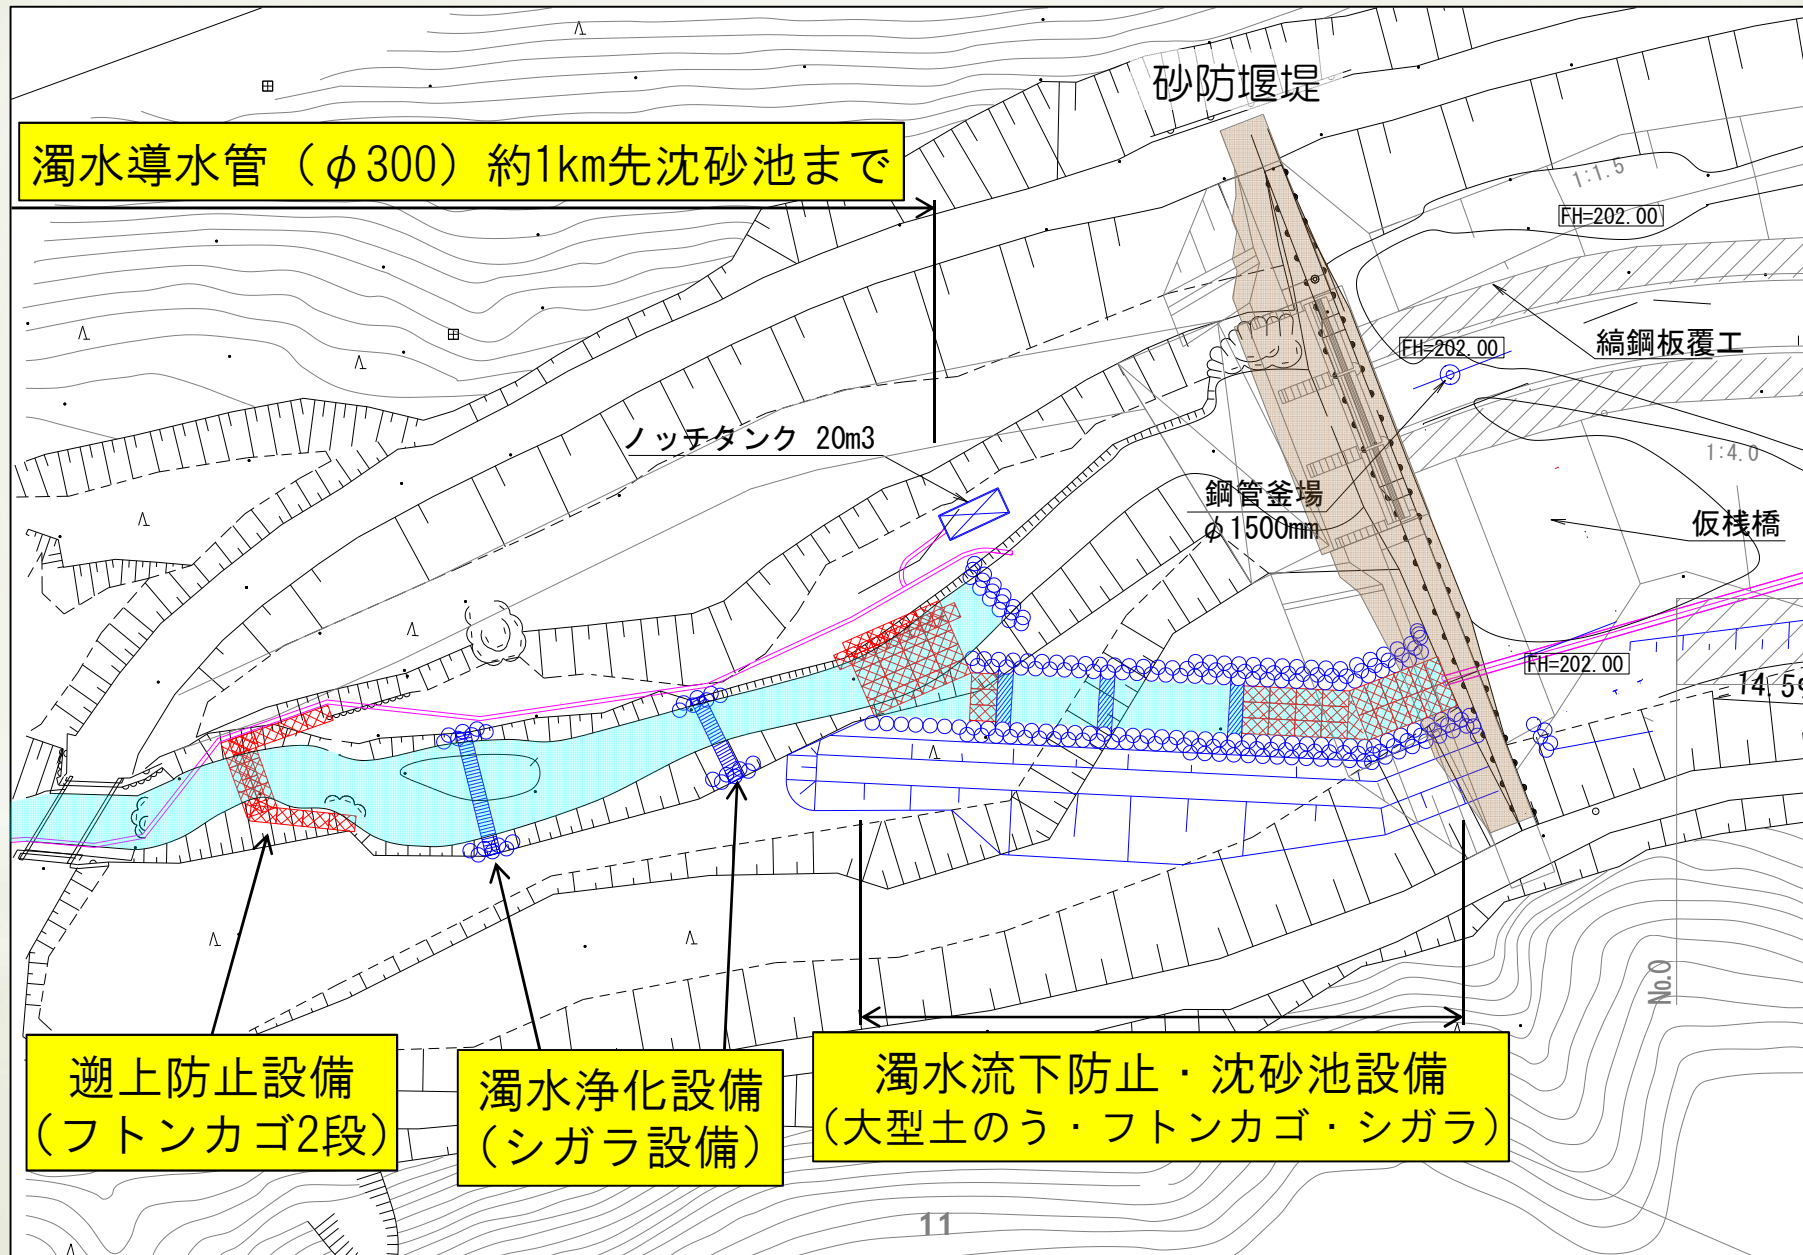 砂防堰堤
濁水導水管（φ300）約1km先沈砂池まで
1:1.5
FH=202.00
縞鋼板覆工
FH=202.00
ノッチタンク 20m3
1:4.0
鋼管釜場
φ1500mm
仮桟橋
FH=202.00
No.0
遡上防止設備
（フトンカゴ2段）
濁水浄化設備
（シガラ設備）
濁水流下防止・沈砂池設備
（大型土のう・フトンカゴ・シガラ）
11